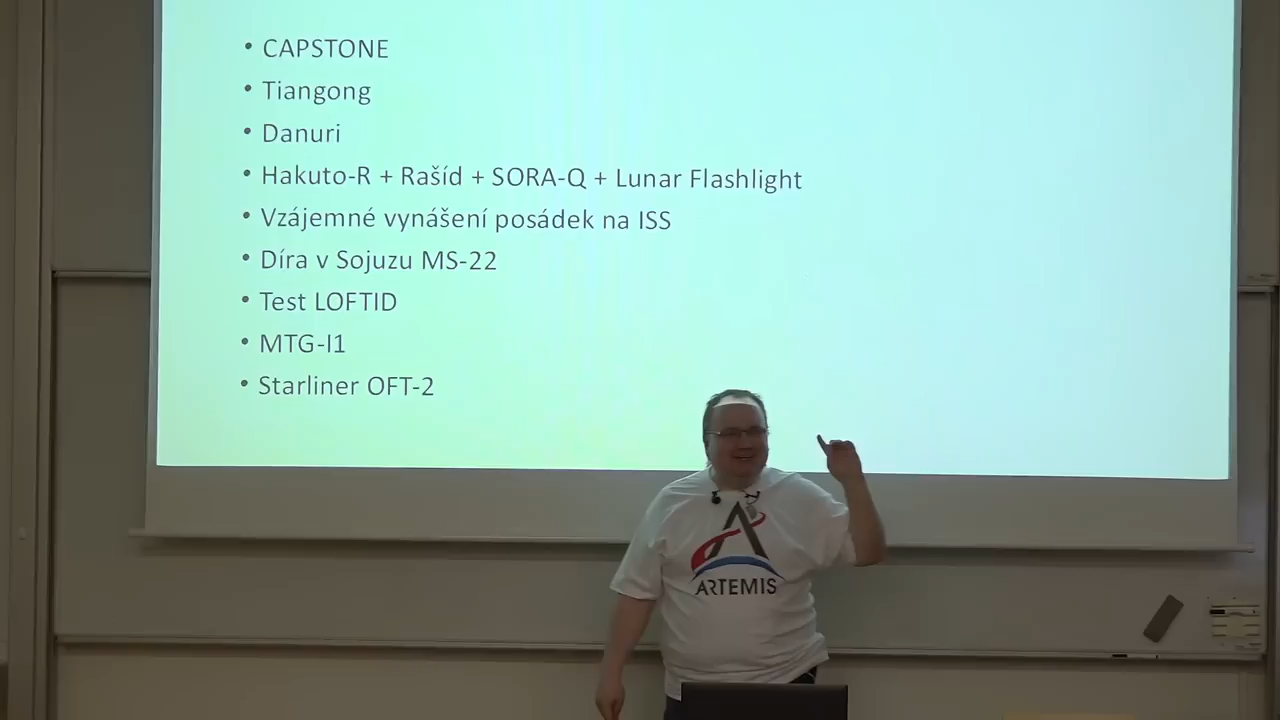 • CAPSTONE
• Tiangong
• Danuri
• Hakuto-R + Rašíd + SORA-Q + Lunar Flashlight
• Vzájemné vynášení posádek na ISS
• Díra v Sojuzu MS-22
• Test LOFTID
• MTG-I1
• Starliner OFT-2
ARTEMIS